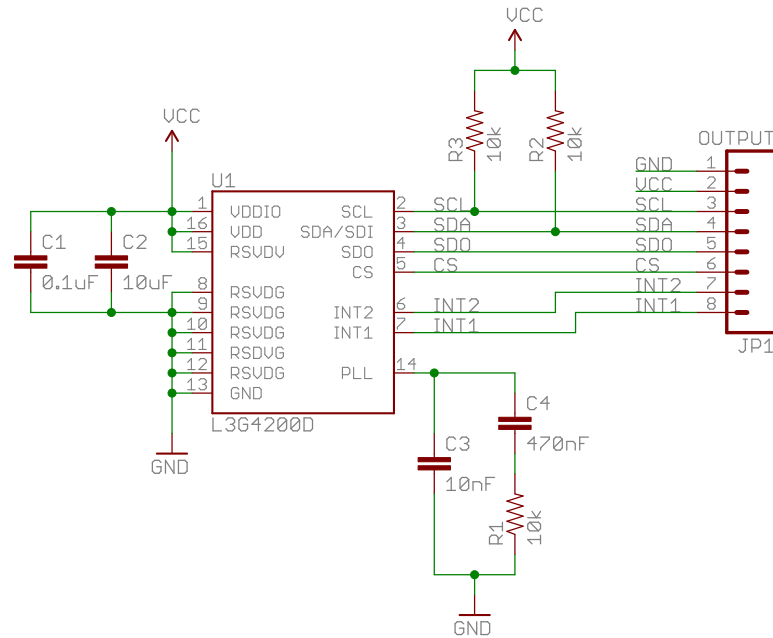 VCC
VCC
OUTPUT
R3
10k
R2
10k
U1
1
VDDIO
16
VDD
15
RSVDV
8
RSVDG
9
RSVDG
10
RSVDG
11
RSDVG
12
RSVDG
13
GND
SCL
2
SCL
SDA/SDI
3
SDA
SDO
4
SDO
CS
5
CS
INT2
6
INT2
INT1
7
INT1
PLL
14
L3G4200D
GND
1
VCC
2
SCL
3
SDA
4
SDO
5
CS
6
INT2
7
INT1
8
JP1
C1
0.1uF
C2
10uF
GND
C3
10nF
C4
470nF
R1
10k
GND